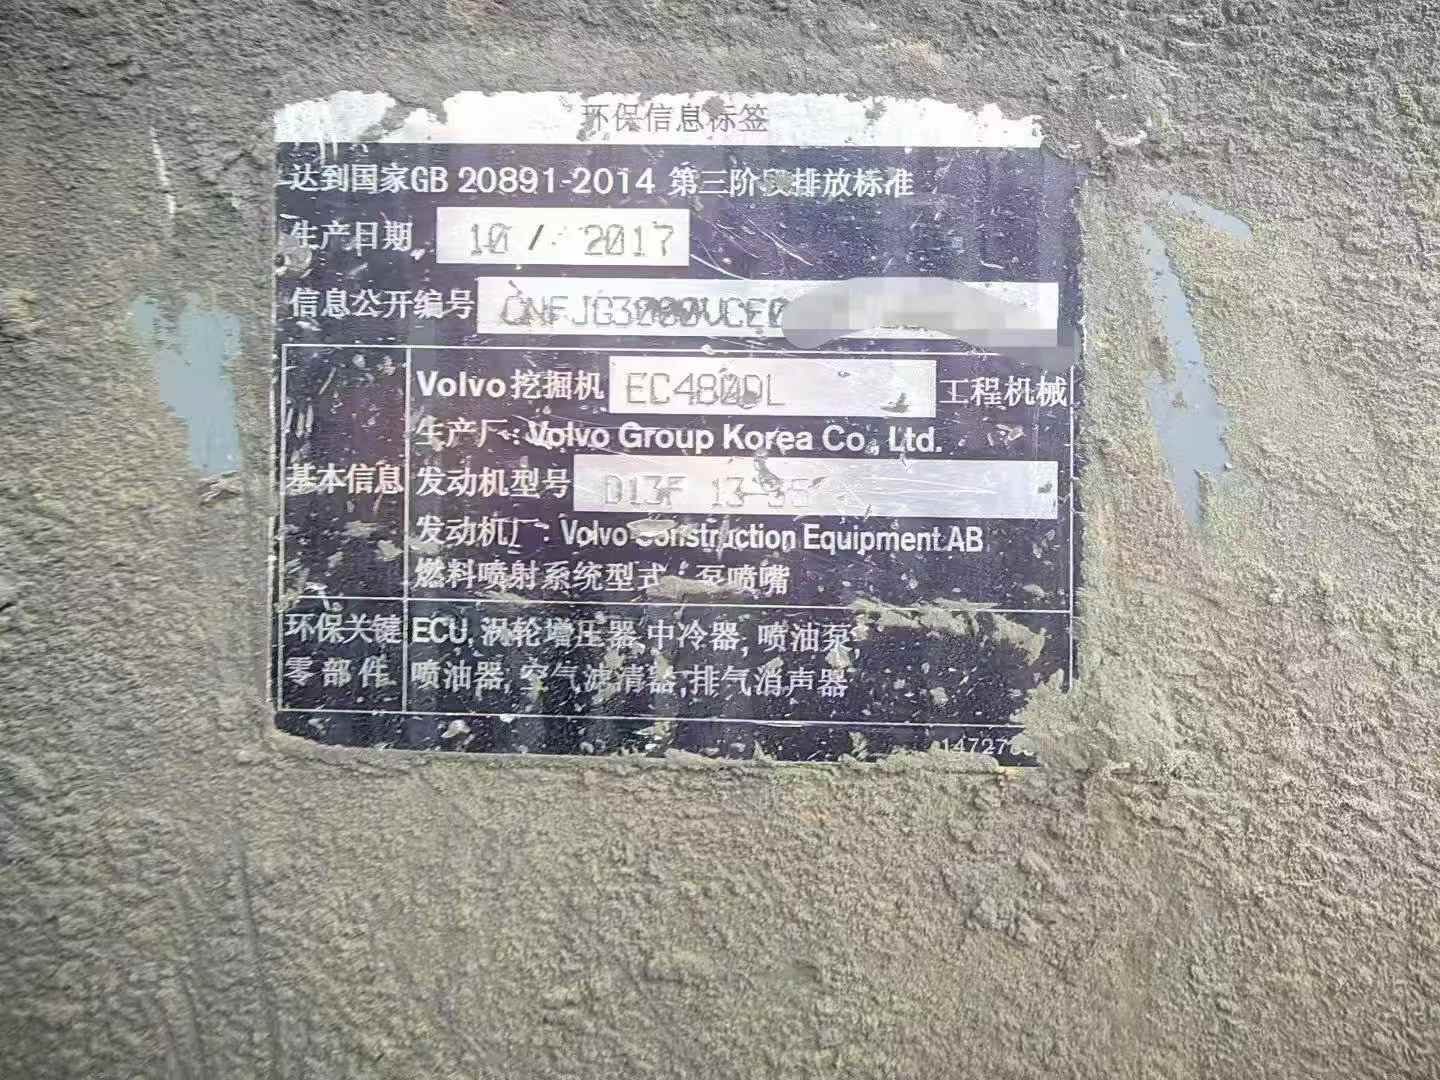 环保信息标签
达到国家GB 20891-2014 第三阶段排放标准
生产日期 10 / 2017
信息公开编号 CNFJG3000VCE0
Volvo挖掘机 EC480DL 工程机械
生产厂: Volvo Group Korea Co., Ltd.
基本信息 发动机型号 D13F 13-35
发动机厂: Volvo Construction Equipment AB
燃料喷射系统型式: 泵喷嘴
环保关键 ECU, 涡轮增压器, 中冷器, 喷油泵,
零部件 喷油器, 空气滤清器, 排气消声器